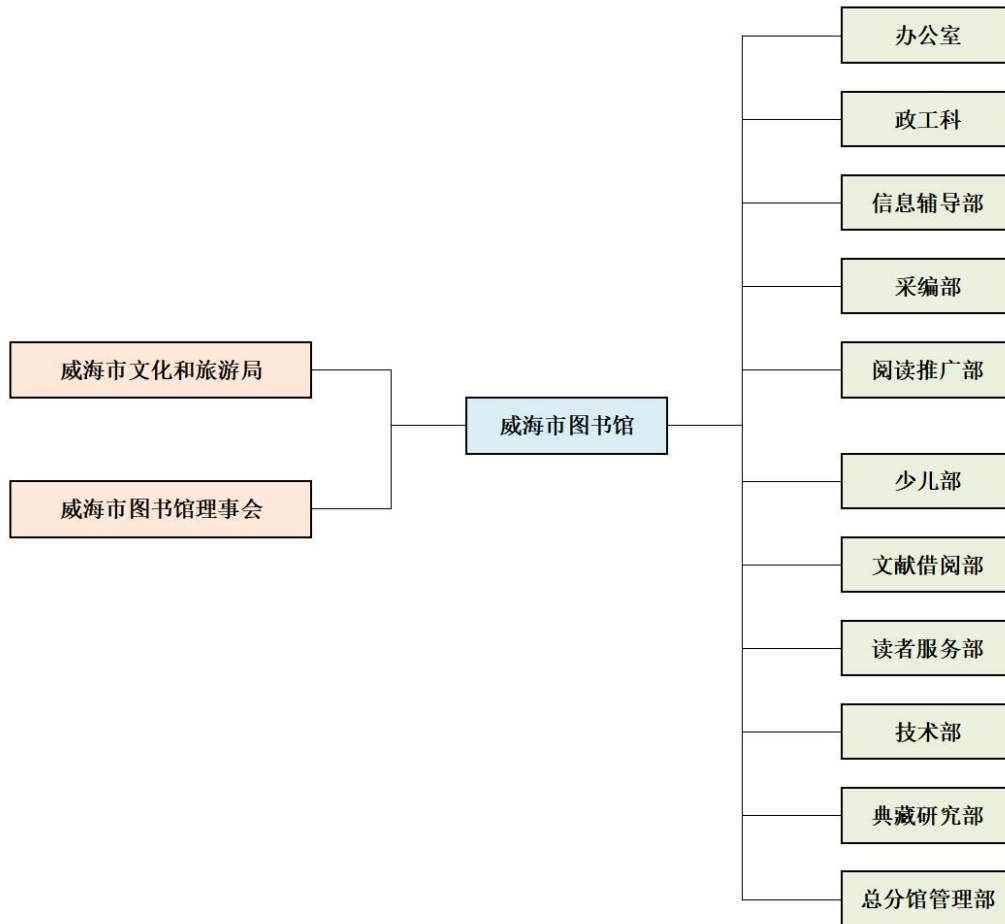 威海市文化和旅游局
威海市图书馆理事会
威海市图书馆
办公室
政工科
信息辅导部
采编部
阅读推广部
少儿部
文献借阅部
读者服务部
技术部
典藏研究部
总分馆管理部